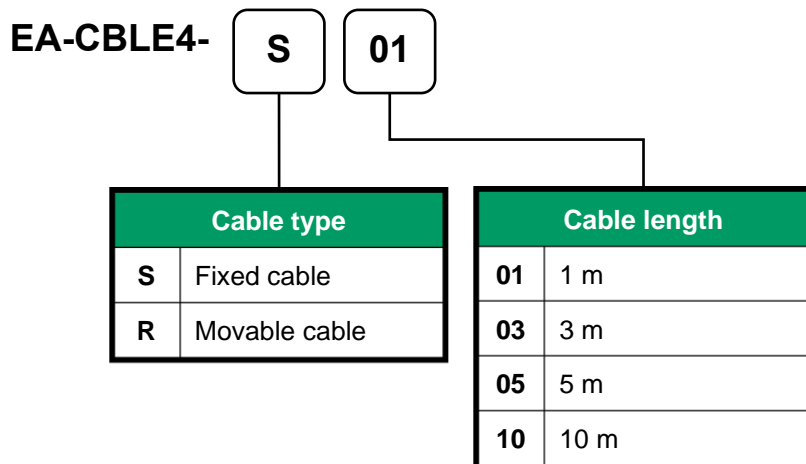 EA-CBLE4- S 01
Cable type
S Fixed cable
R Movable cable
Cable length
01 1 m
03 3 m
05 5 m
10 10 m